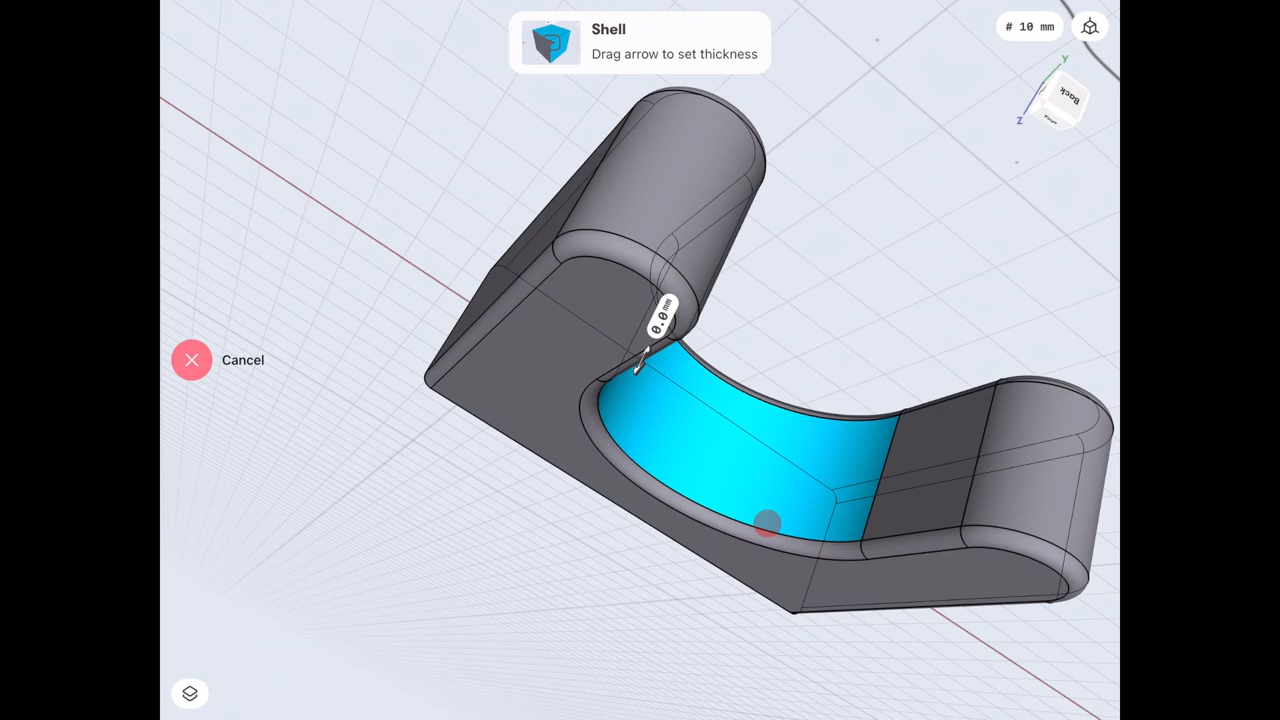 Shell
Drag arrow to set thickness
# 10 mm
Y
Back
Z
0.0 mm
Cancel